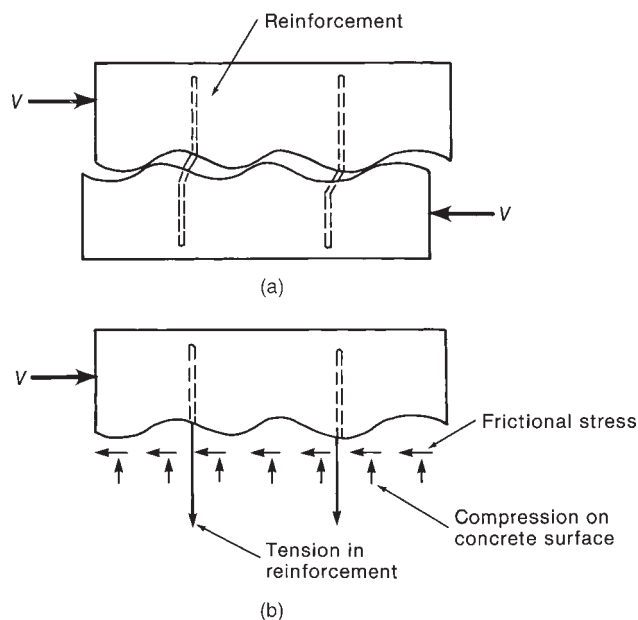 Reinforcement
V
V
(a)
V
Frictional stress
Compression on
concrete surface
Tension in
reinforcement
(b)